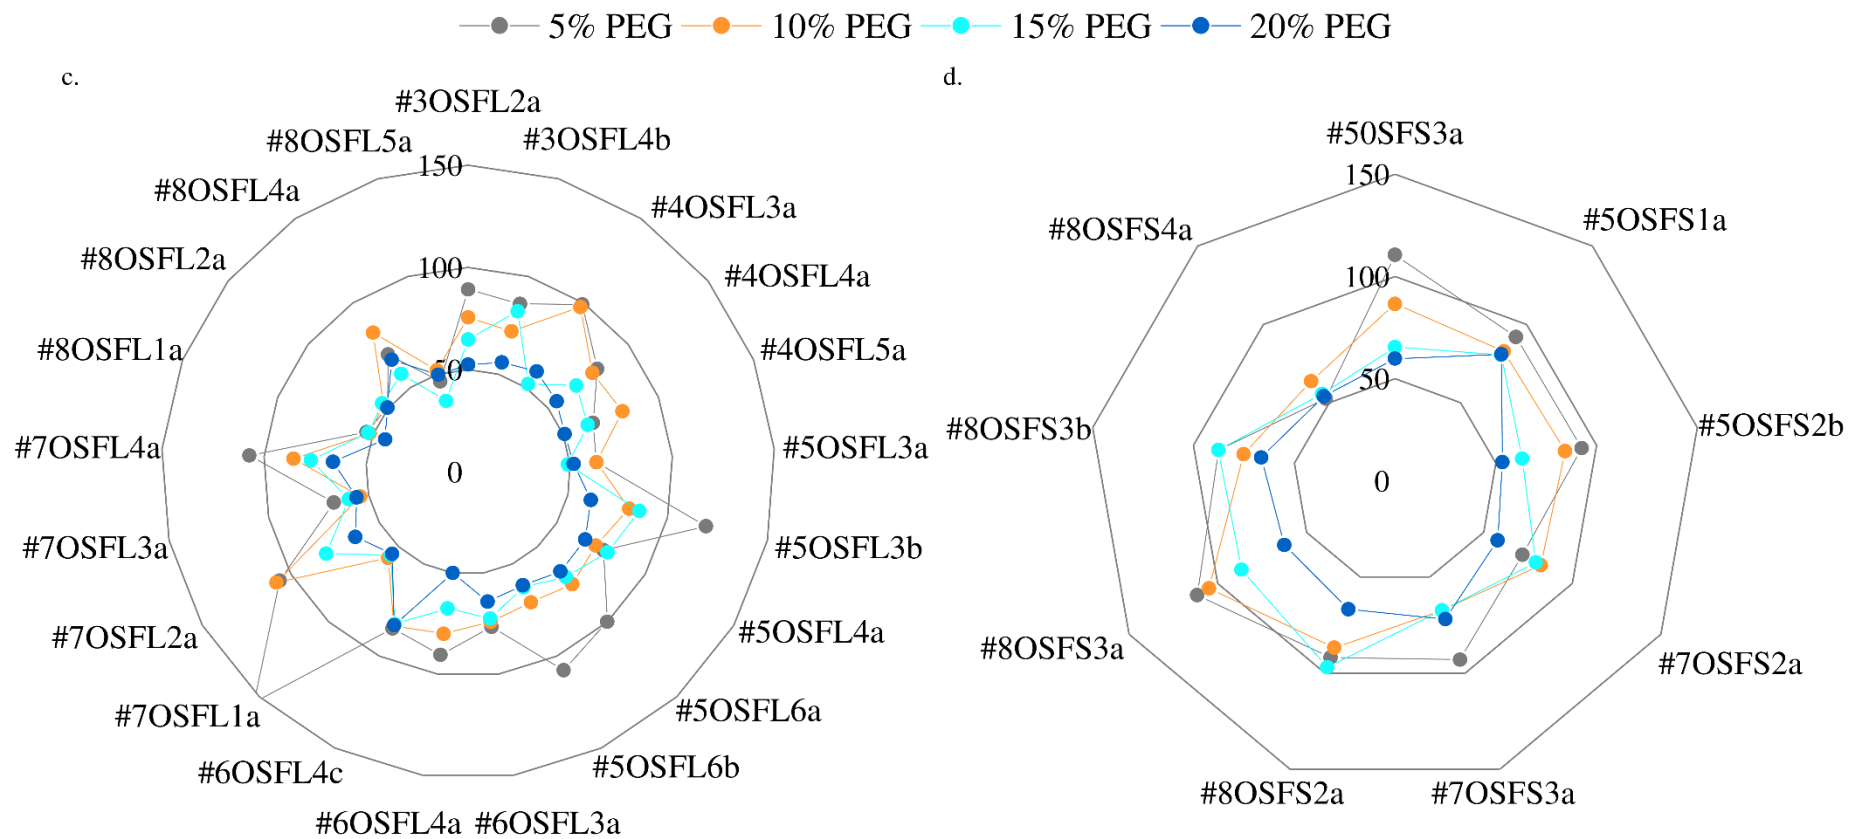 5% PEG 10% PEG 15% PEG 20% PEG
c.
#3OSFL2a
#3OSFL4b
#4OSFL3a
#4OSFL4a
#4OSFL5a
#5OSFL3a
#5OSFL3b
#5OSFL4a
#5OSFL6a
#5OSFL6b
#6OSFL3a
#6OSFL4a
#6OSFL4c
#7OSFL1a
#7OSFL2a
#7OSFL3a
#7OSFL4a
#8OSFL1a
#8OSFL2a
#8OSFL4a
#8OSFL5a
150
100
50
0
d.
#50SFS3a
#5OSFS1a
#5OSFS2b
#7OSFS2a
#7OSFS3a
#8OSFS2a
#8OSFS3a
#8OSFS3b
#8OSFS4a
150
100
50
0